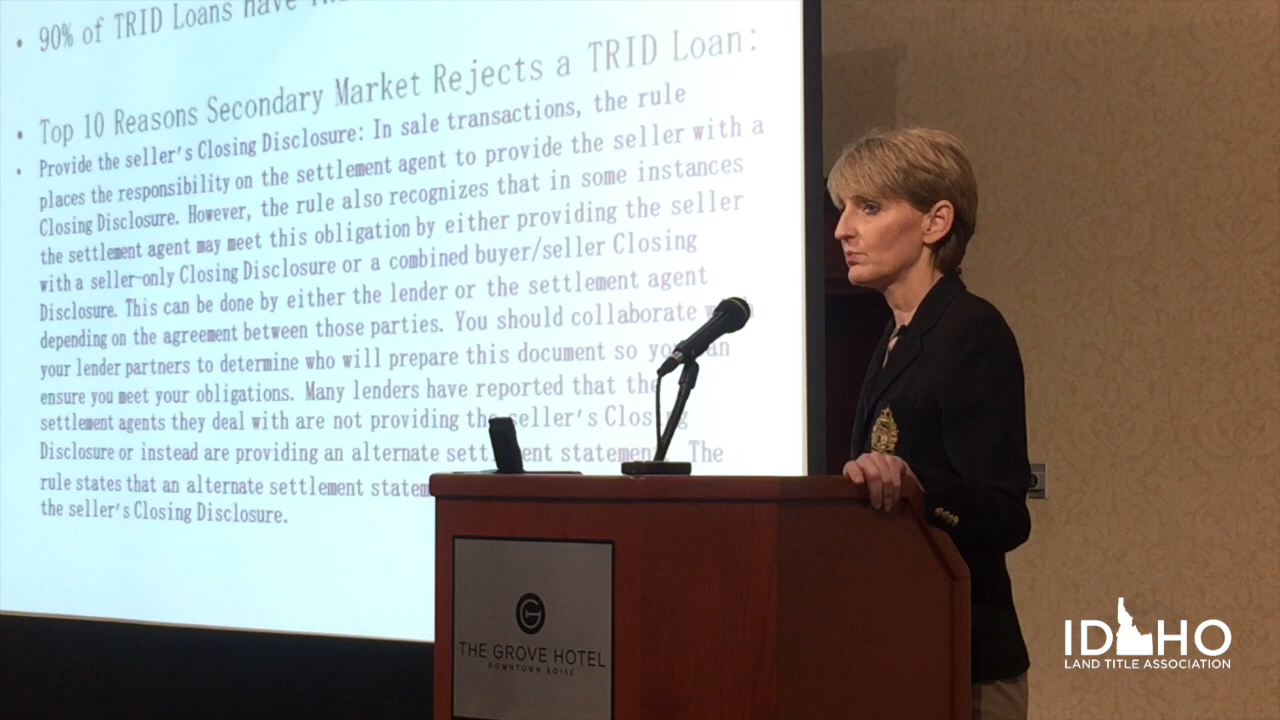 • 90% of TRID Loans have
• Top 10 Reasons Secondary Market Rejects a TRID Loan:
• Provide the seller's Closing Disclosure: In sale transactions, the rule
places the responsibility on the settlement agent to provide the seller with a
Closing Disclosure. However, the rule also recognizes that in some instances
the settlement agent may meet this obligation by either providing the seller
with a seller-only Closing Disclosure or a combined buyer/seller Closing
Disclosure. This can be done by either the lender or the settlement agent
depending on the agreement between those parties. You should collaborate
your lender partners to determine who will prepare this document so
ensure you meet your obligations. Many lenders have reported that
settlement agents they deal with are not providing seller's
Disclosure or instead are providing an alternate The
rule states that an alternate settlement
the seller's Closing Disclosure.
G
THE GROVE HOTEL
DOWNTOWN BOISE
IDAHO
LAND TITLE ASSOCIATION